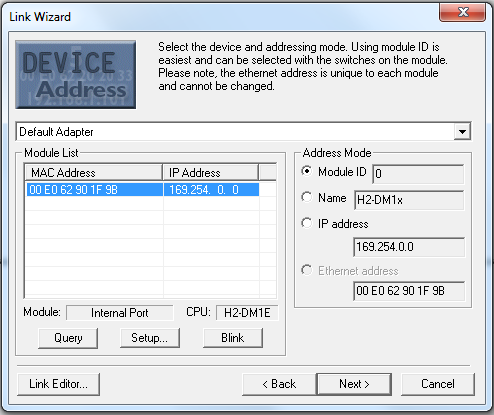 Link Wizard
DEVICE
Address
Select the device and addressing mode. Using module ID is
easiest and can be selected with the switches on the module.
Please note, the ethernet address is unique to each module
and cannot be changed.
Default Adapter
Module List
MAC Address IP Address
00 E0 62 90 1F 9B 169.254. 0. 0
Module: Internal Port CPU: H2-DM1E
Query Setup... Blink
Address Mode
Module ID 0
Name H2-DM1x
IP address
169.254.0.0
Ethernet address
00 E0 62 90 1F 9B
Link Editor... < Back Next > Cancel